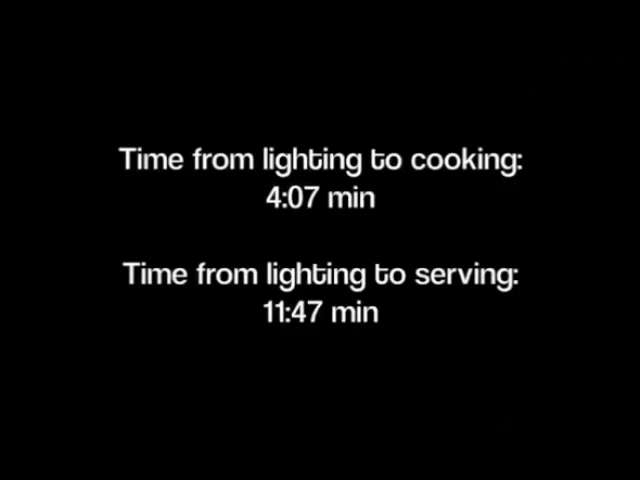 Time from lighting to cooking:
4:07 min
Time from lighting to serving:
11:47 min